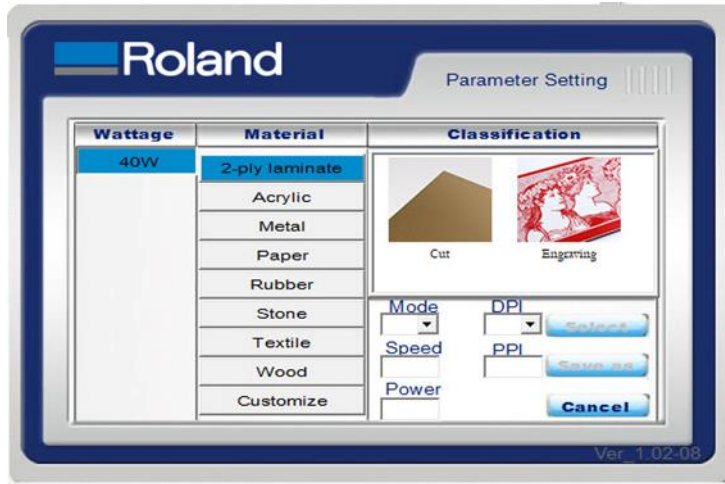 Roland
Parameter Setting
Wattage Material Classification
40W
2-ply laminate
Acrylic
Metal
Paper
Rubber
Stone
Textile
Wood
Customize
Cut Engraving
Mode DPI
Select
Speed PPI
Save as
Power
Cancel
Ver_1.02-08